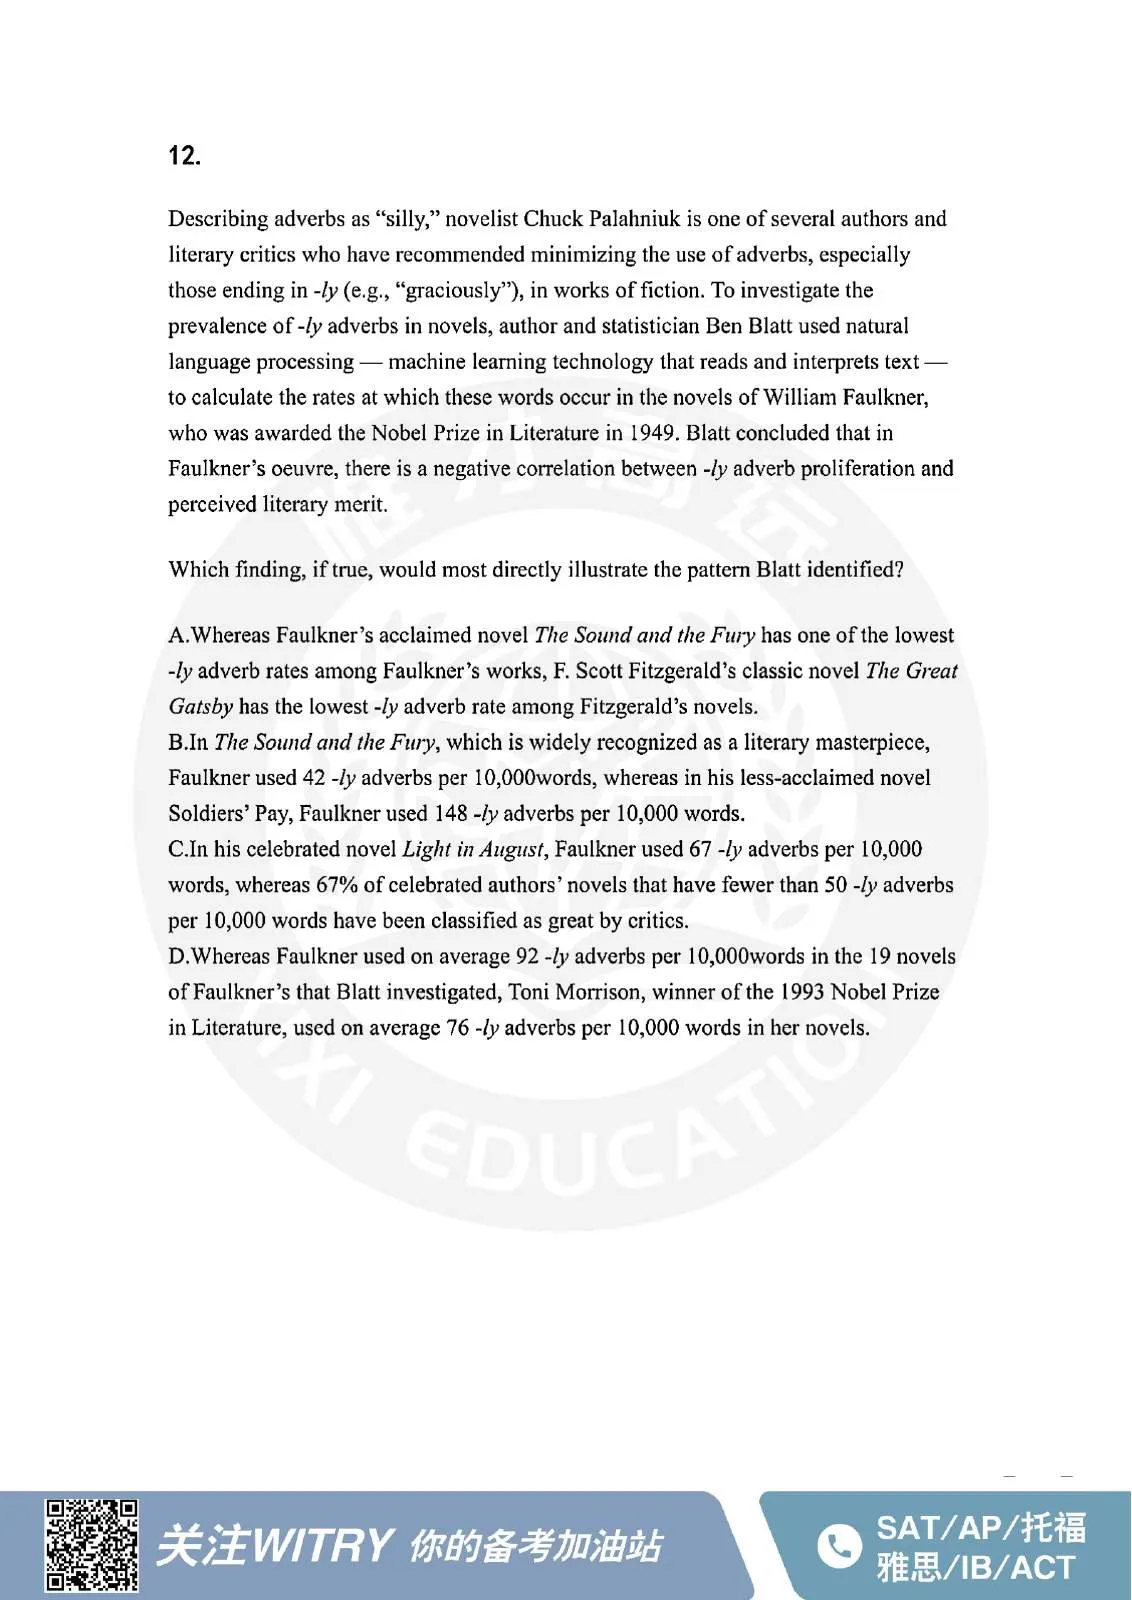 12.
Describing adverbs as “silly,” novelist Chuck Palahniuk is one of several authors and
literary critics who have recommended minimizing the use of adverbs, especially
those ending in -ly (e.g., “graciously”), in works of fiction. To investigate the
prevalence of -ly adverbs in novels, author and statistician Ben Blatt used natural
language processing — machine learning technology that reads and interprets text —
to calculate the rates at which these words occur in the novels of William Faulkner,
who was awarded the Nobel Prize in Literature in 1949. Blatt concluded that in
Faulkner’s oeuvre, there is a negative correlation between -ly adverb proliferation and
perceived literary merit.
Which finding, if true, would most directly illustrate the pattern Blatt identified?
A.Whereas Faulkner’s acclaimed novel The Sound and the Fury has one of the lowest
-ly adverb rates among Faulkner’s works, F. Scott Fitzgerald’s classic novel The Great
Gatsby has the lowest -ly adverb rate among Fitzgerald’s novels.
B.In The Sound and the Fury, which is widely recognized as a literary masterpiece,
Faulkner used 42 -ly adverbs per 10,000words, whereas in his less-acclaimed novel
Soldiers’ Pay, Faulkner used 148 -ly adverbs per 10,000 words.
C.In his celebrated novel Light in August, Faulkner used 67 -ly adverbs per 10,000
words, whereas 67% of celebrated authors’ novels that have fewer than 50 -ly adverbs
per 10,000 words have been classified as great by critics.
D.Whereas Faulkner used on average 92 -ly adverbs per 10,000words in the 19 novels
of Faulkner’s that Blatt investigated, Toni Morrison, winner of the 1993 Nobel Prize
in Literature, used on average 76 -ly adverbs per 10,000 words in her novels.
EDUCATION
关注WITRY 你的备考加油站
SAT/AP/托福
雅思/IB/ACT